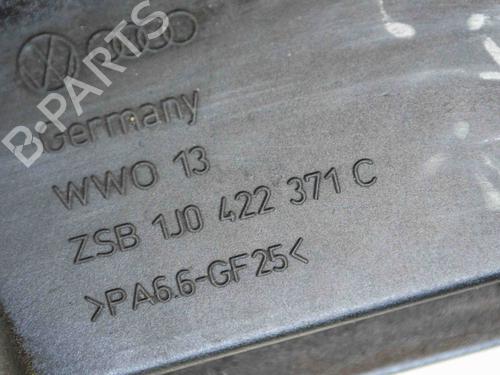 B-PARTS
Germany
WWO 13
ZSB 1J0 422 371 C
>PA6.6-GF25<